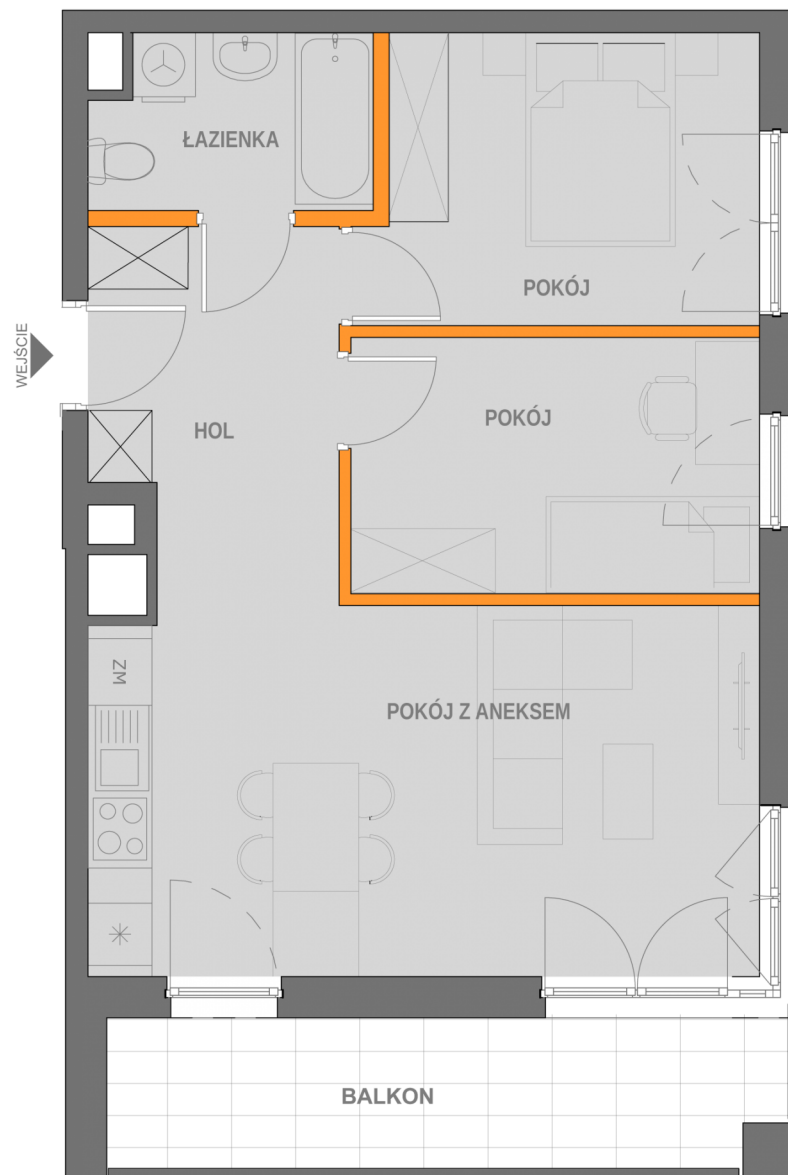 ŁAZIENKA
POKÓJ
WEJŚCIE
HOL
POKÓJ
ZM
POKÓJ Z ANEKSEM
BALKON